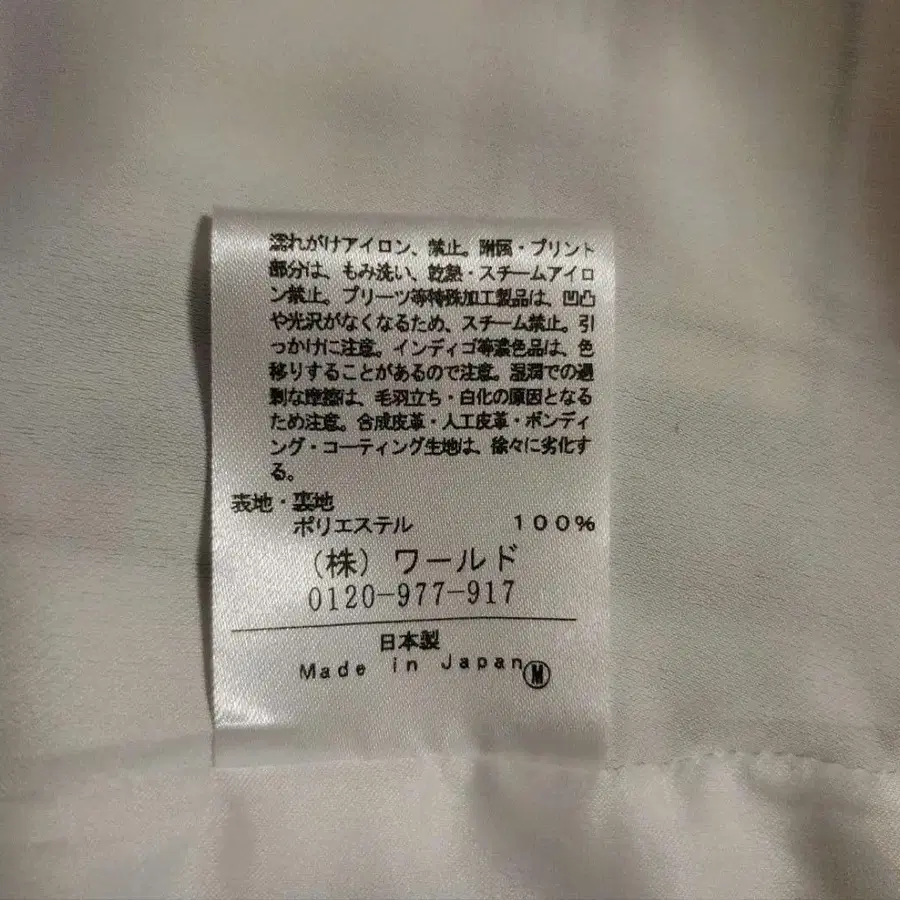 濡れがけアイロン、禁止。附属・プリント
部分は、もみ洗い、乾熱・スチームアイロ
ン禁止。プリーツ等特殊加工製品は、凹凸
や光沢がなくなるため、スチーム禁止。引
っかけに注意。インディゴ等濃色品は、色
移りすることがあるので注意。湿潤での過
剰な摩擦は、毛羽立ち・白化の原因となる
ため注意。合成皮革・人工皮革・ボンディ
ング・コーティング生地は、徐々に劣化す
る。
表地・裏地
ポリエステル 100%
(株)ワールド
0120-977-917
日本製
Made in Japan Ⓜ